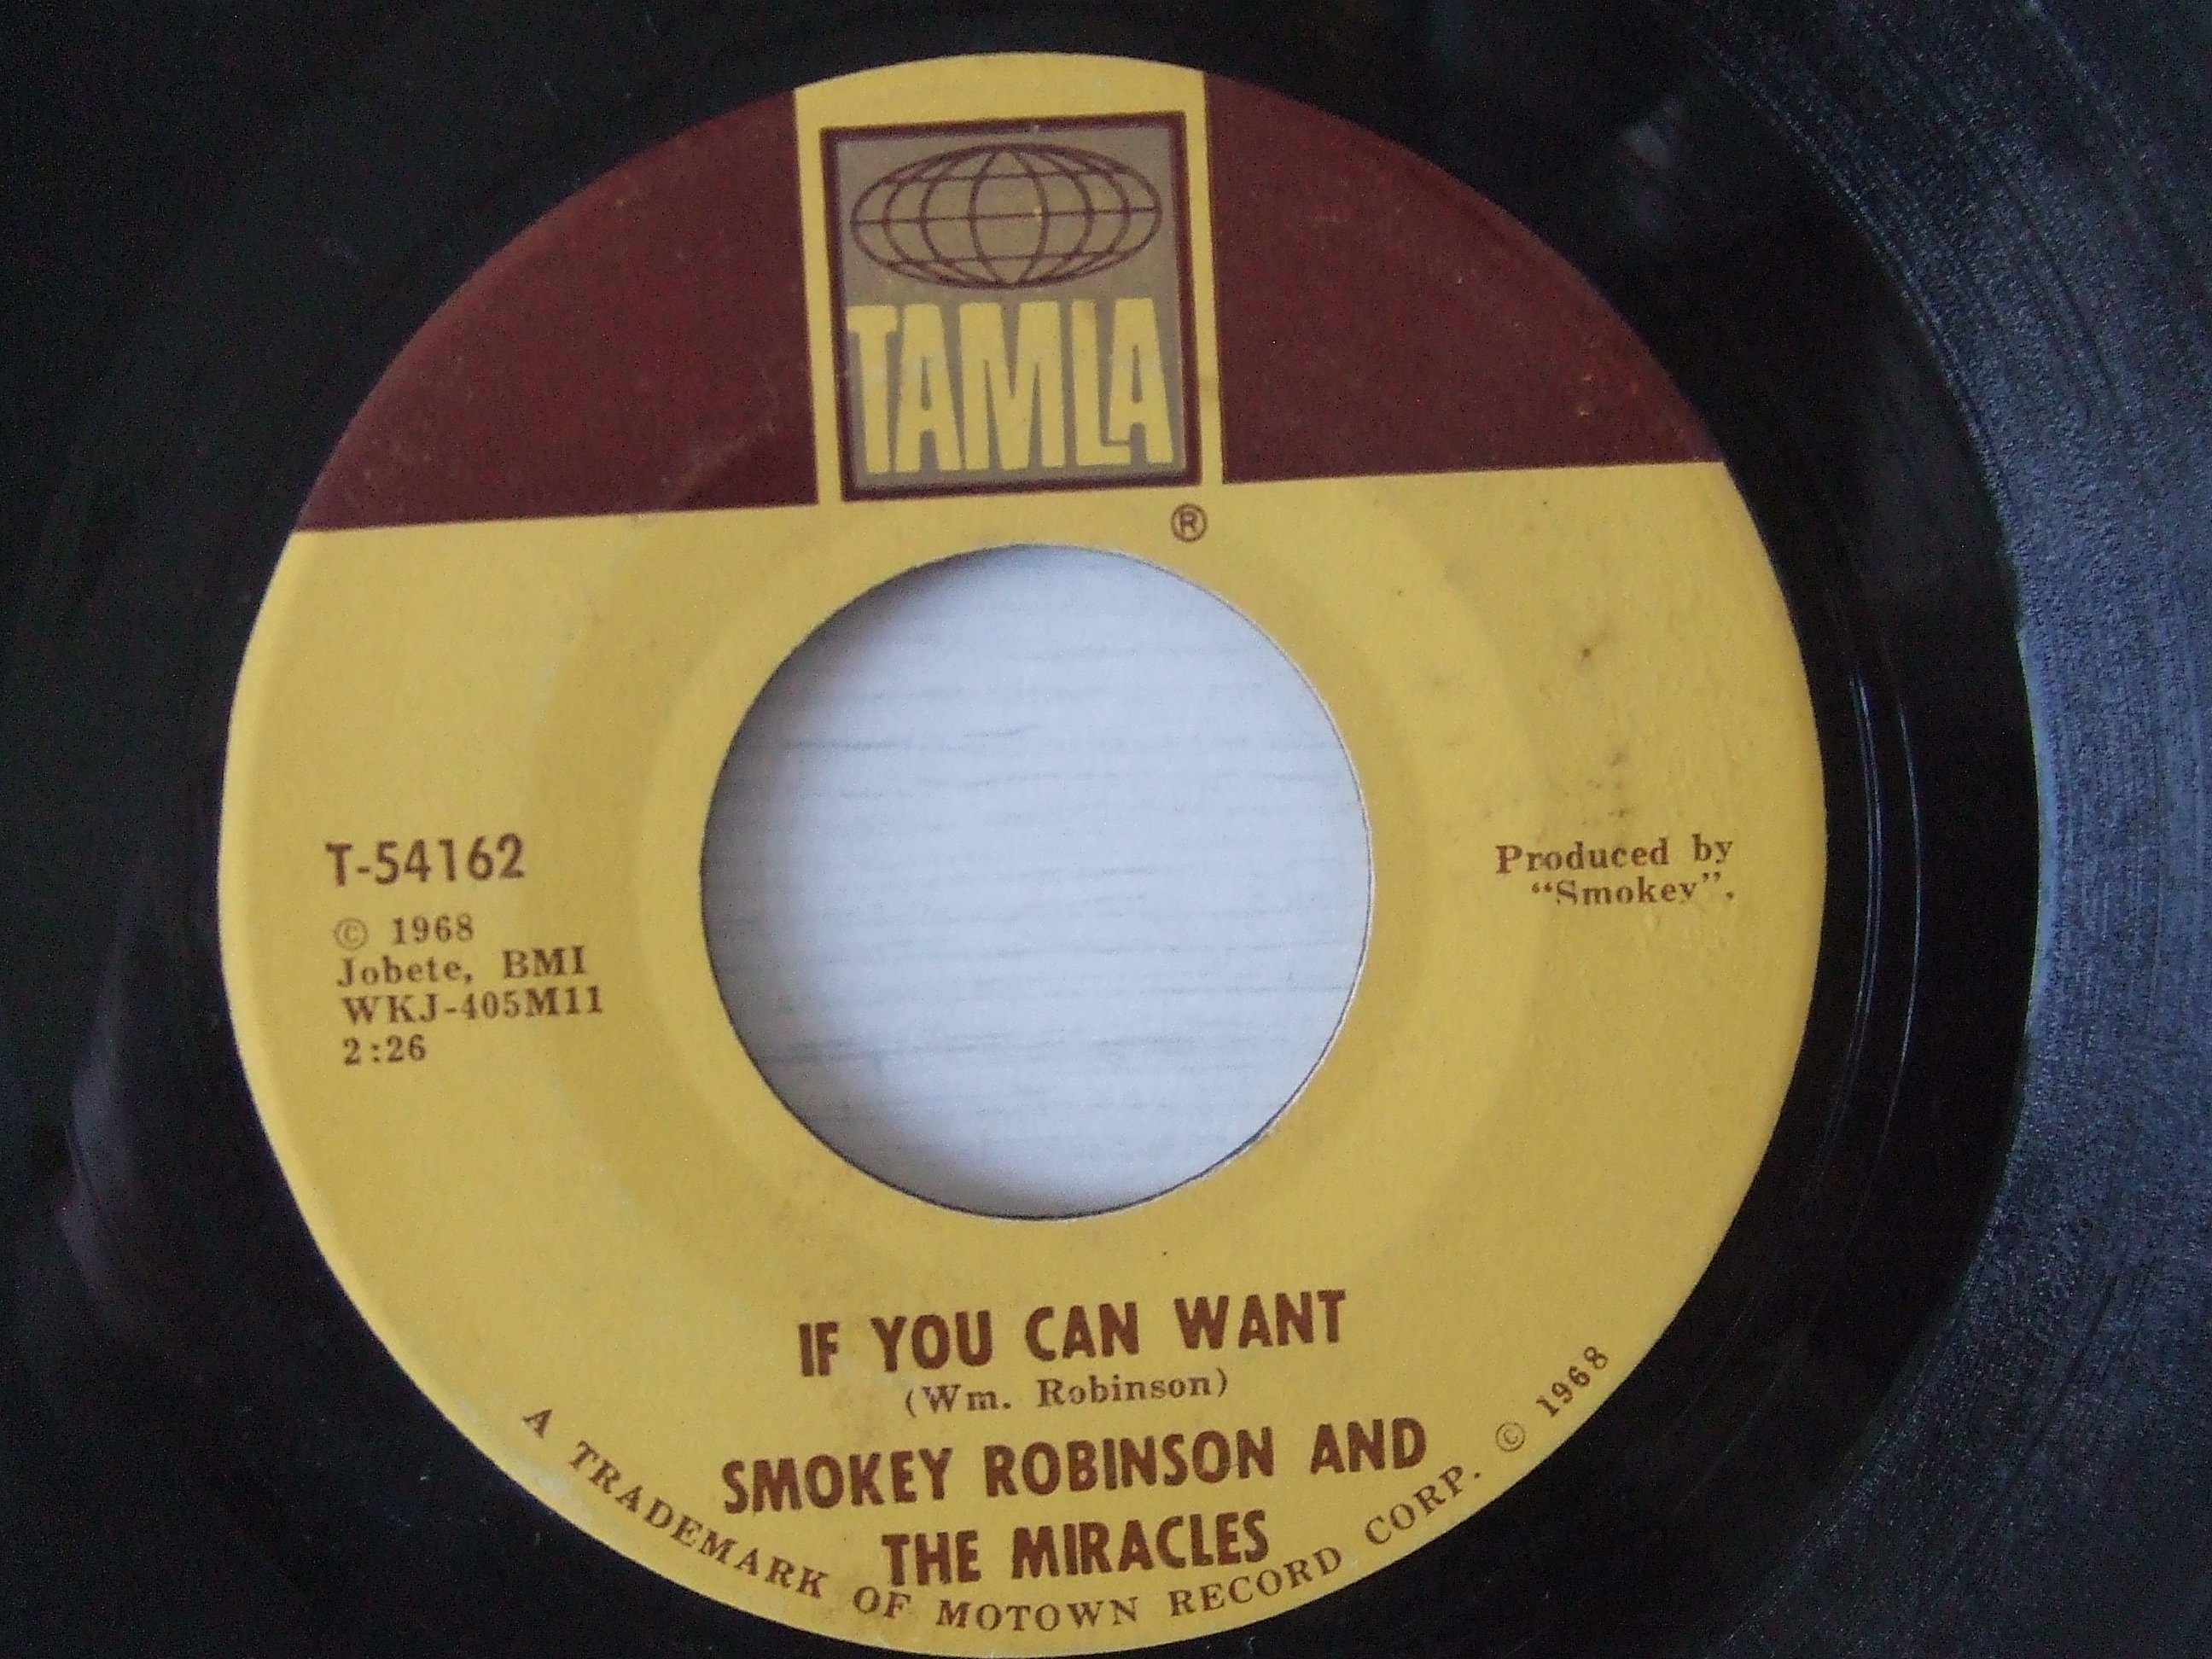 TAMLA
®
T-54162
© 1968
Jobete, BMI
WKJ-405M11
2:26
Produced by
“Smokey”.
IF YOU CAN WANT
(Wm. Robinson)
SMOKEY ROBINSON AND
THE MIRACLES
A TRADEMARK OF MOTOWN RECORD CORP. © 1968